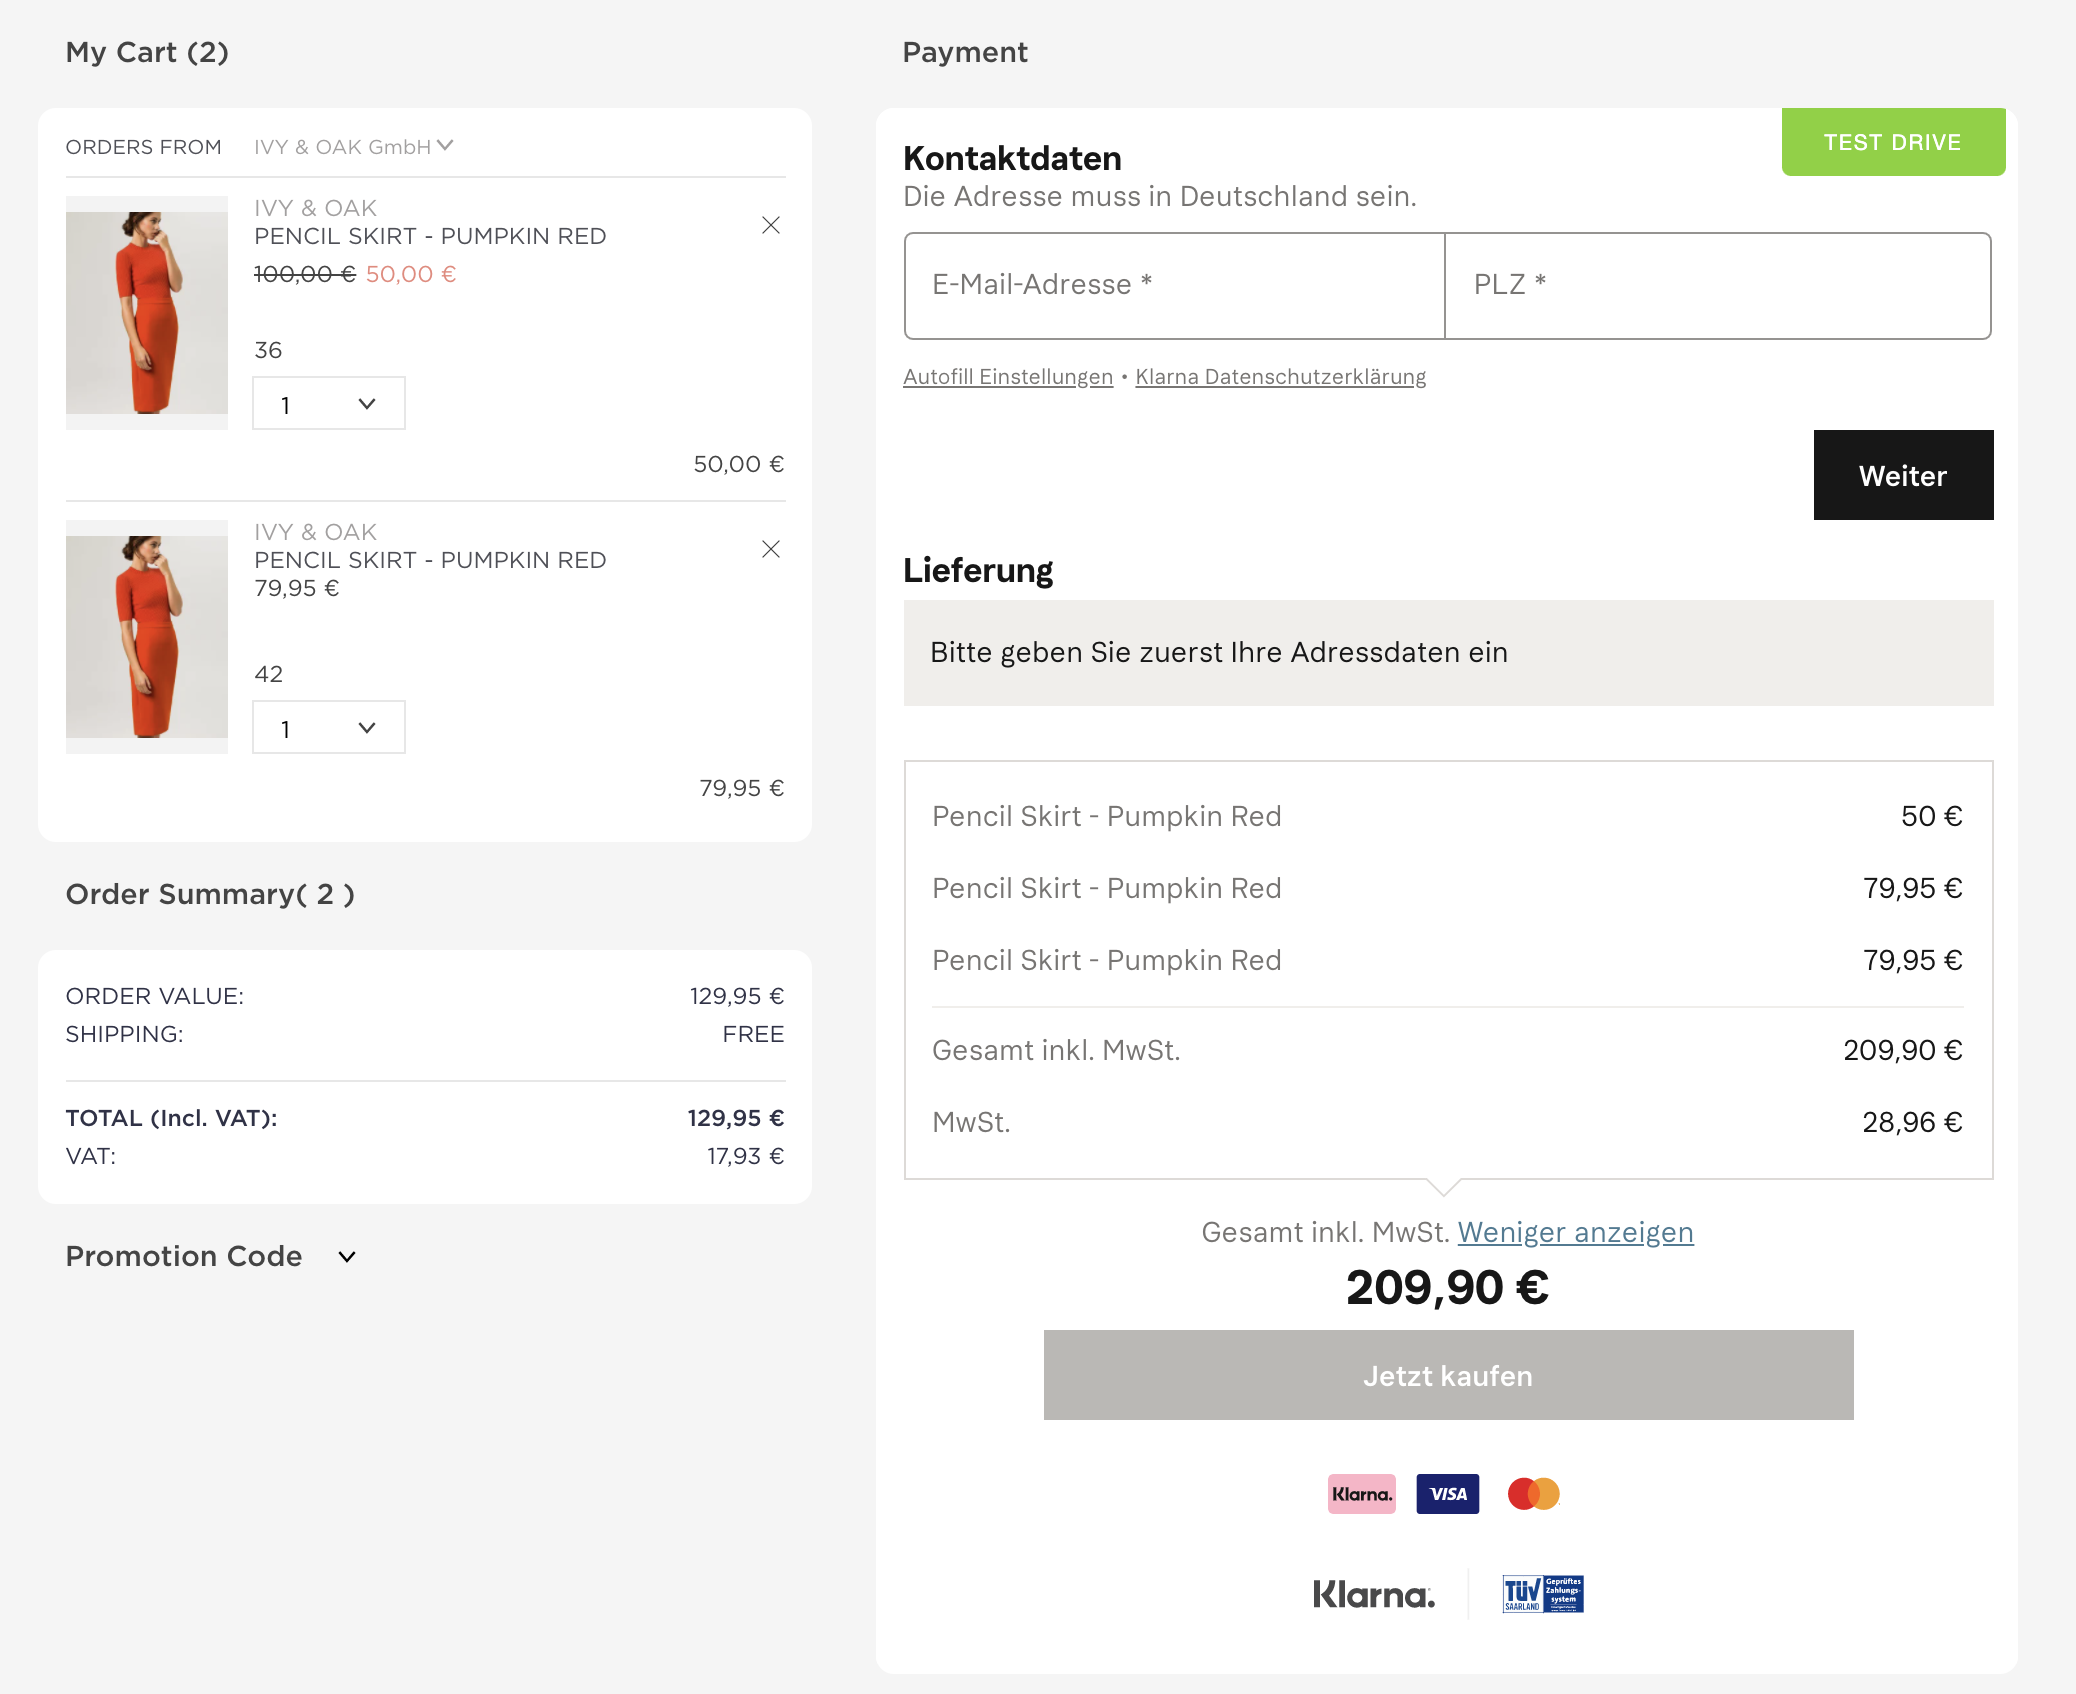 My Cart (2)
ORDERS FROM IVY & OAK GmbH
IVY & OAK
PENCIL SKIRT - PUMPKIN RED
100,00 € 50,00 €
36
1
50,00 €
IVY & OAK
PENCIL SKIRT - PUMPKIN RED
79,95 €
42
1
79,95 €
Order Summary( 2 )
ORDER VALUE: 129,95 €
SHIPPING: FREE
TOTAL (Incl. VAT): 129,95 €
VAT: 17,93 €
Promotion Code
Payment
TEST DRIVE
Kontaktdaten
Die Adresse muss in Deutschland sein.
E-Mail-Adresse * PLZ *
Autofill Einstellungen • Klarna Datenschutzerklärung
Weiter
Lieferung
Bitte geben Sie zuerst Ihre Adressdaten ein
Pencil Skirt - Pumpkin Red 50 €
Pencil Skirt - Pumpkin Red 79,95 €
Pencil Skirt - Pumpkin Red 79,95 €
Gesamt inkl. MwSt. 209,90 €
MwSt. 28,96 €
Gesamt inkl. MwSt. Weniger anzeigen
209,90 €
Jetzt kaufen
Klarna. VISA
Klarna.
TÜV
SAARLAND
Geprüftes
Zahlungs-
system